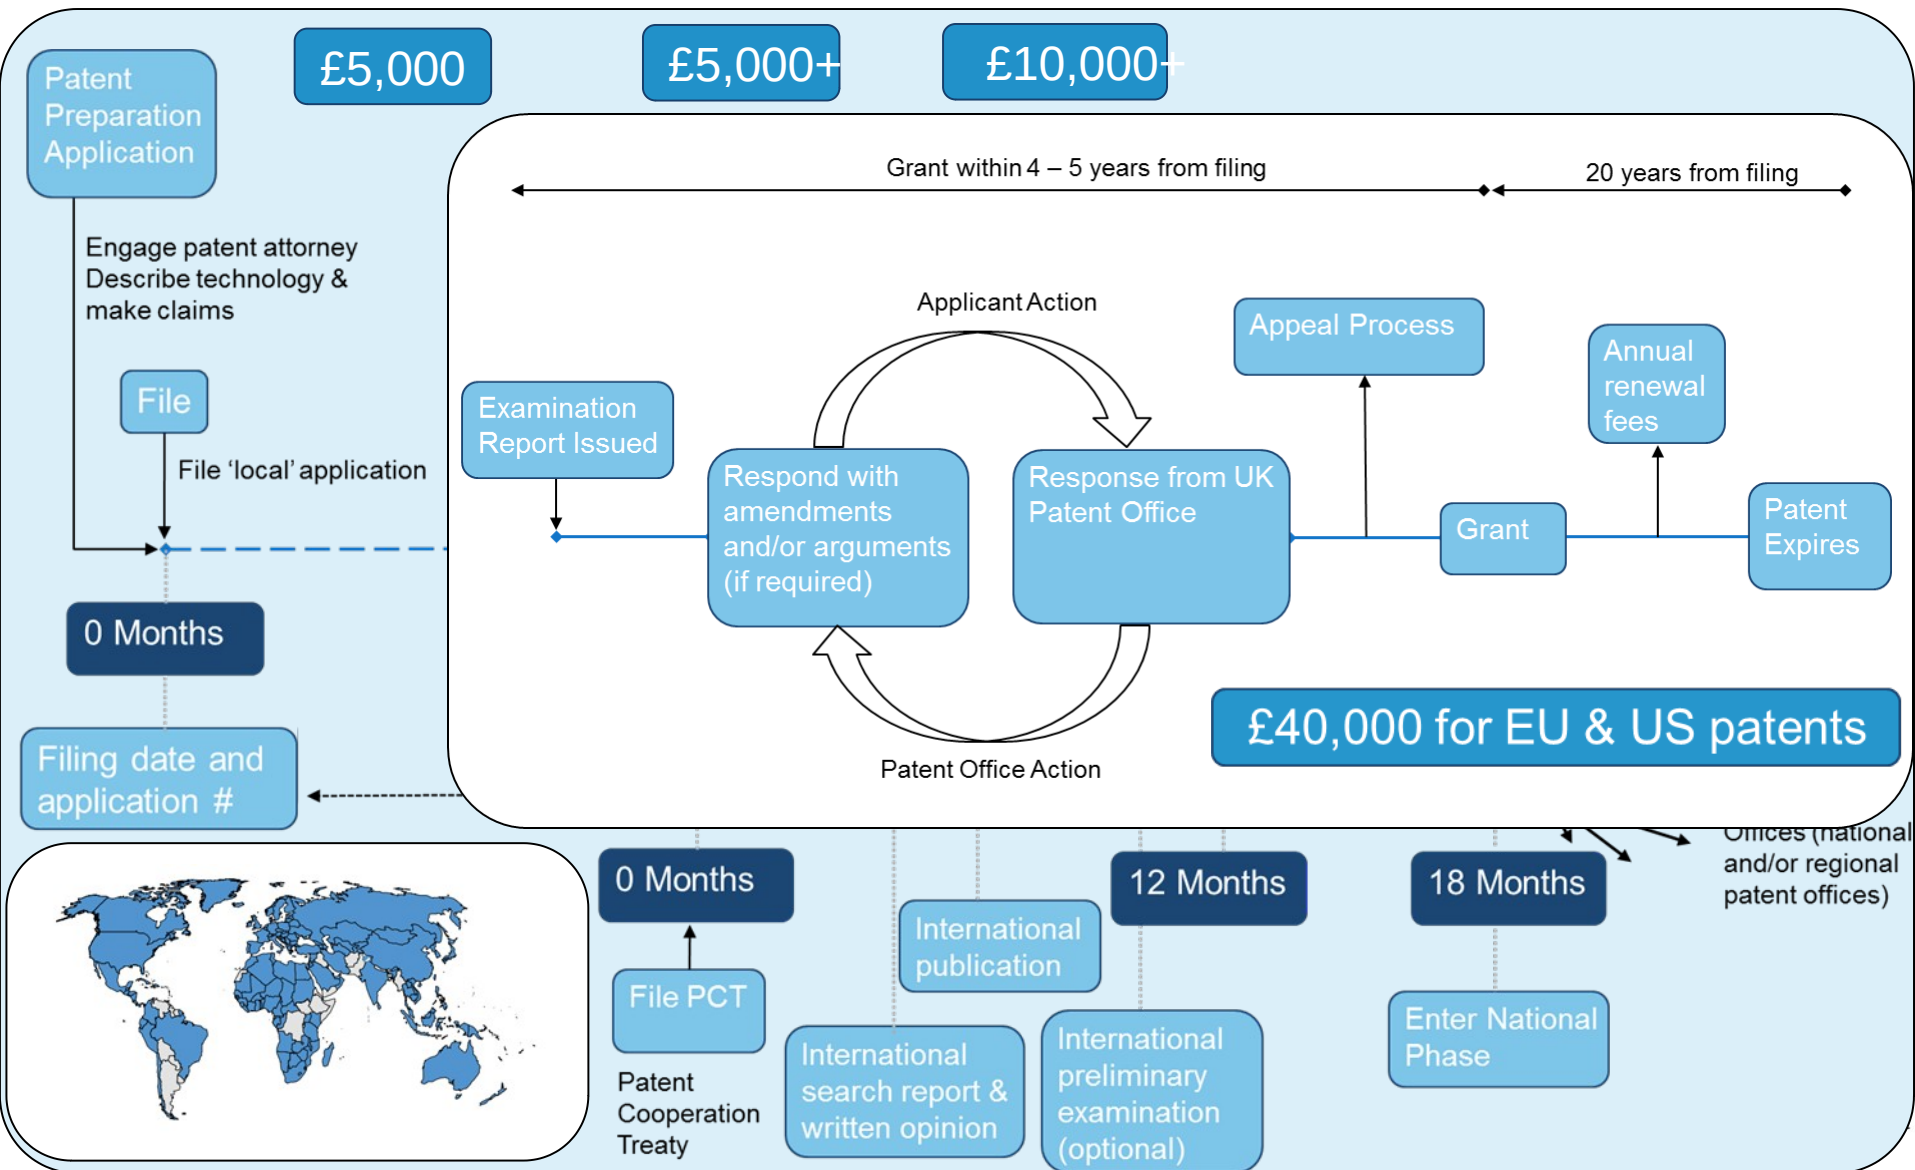 £5,000
£5,000+
£10,000+
Patent
Preparation
Application
Engage patent attorney
Describe technology &
make claims
File
File ‘local’ application
0 Months
Filing date and
application #
Grant within 4 – 5 years from filing
20 years from filing
Applicant Action
Examination
Report Issued
Respond with
amendments
and/or arguments
(if required)
Response from UK
Patent Office
Appeal Process
Grant
Annual
renewal
fees
Patent
Expires
Patent Office Action
£40,000 for EU & US patents
0 Months
File PCT
Patent
Cooperation
Treaty
International
search report &
written opinion
International
publication
12 Months
International
preliminary
examination
(optional)
18 Months
Enter National
Phase
Offices (national
and/or regional
patent offices)